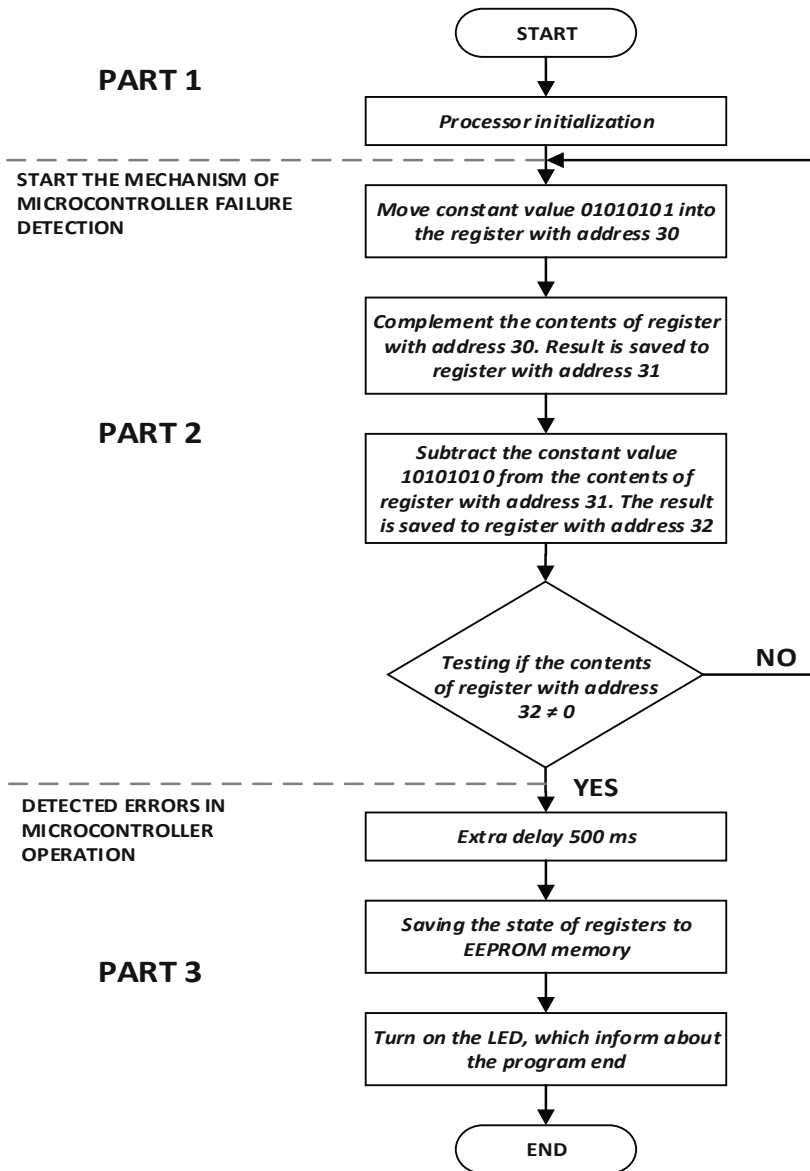 START
PART 1
Processor initialization
START THE MECHANISM OF
MICROCONTROLLER FAILURE
DETECTION
Move constant value 01010101 into
the register with address 30
Complement the contents of register
with address 30. Result is saved to
register with address 31
PART 2
Subtract the constant value
10101010 from the contents of
register with address 31. The result
is saved to register with address 32
Testing if the contents
of register with address
32 ≠ 0
NO
YES
DETECTED ERRORS IN
MICROCONTROLLER
OPERATION
Extra delay 500 ms
Saving the state of registers to
EEPROM memory
PART 3
Turn on the LED, which inform about
the program end
END